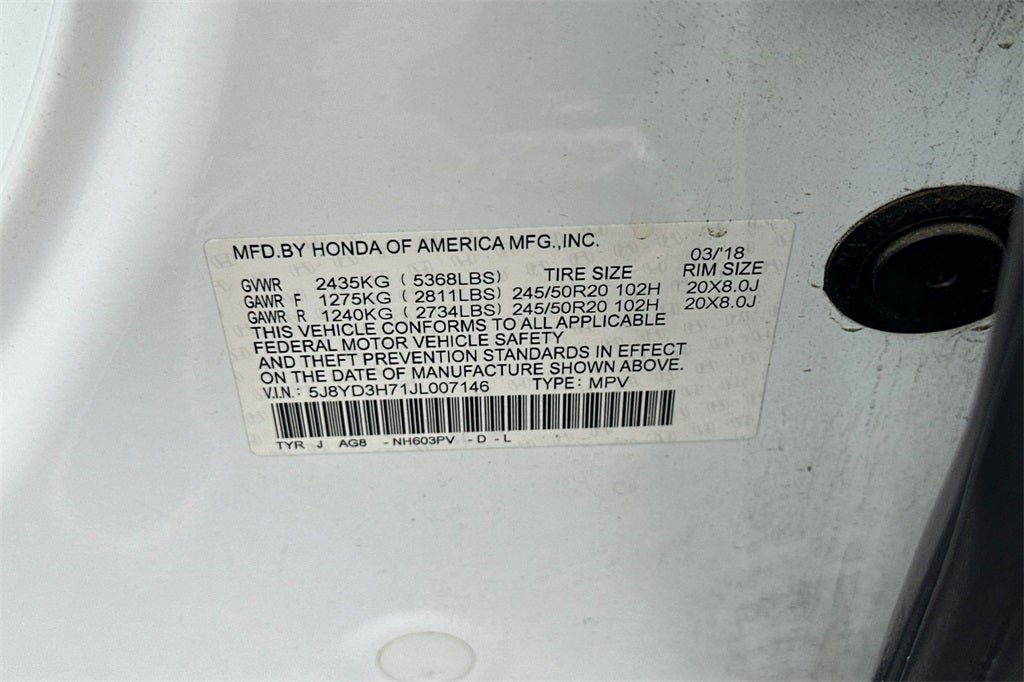 MFD.BY HONDA OF AMERICA MFG.,INC. 03/'18
GVWR 2435KG ( 5368LBS) TIRE SIZE RIM SIZE
GAWR F 1275KG ( 2811LBS) 245/50R20 102H 20X8.0J
GAWR R 1240KG ( 2734LBS) 245/50R20 102H 20X8.0J
THIS VEHICLE CONFORMS TO ALL APPLICABLE
FEDERAL MOTOR VEHICLE SAFETY
AND THEFT PREVENTION STANDARDS IN EFFECT
ON THE DATE OF MANUFACTURE SHOWN ABOVE.
V.I.N.: 5J8YD3H71JL007146 TYPE: MPV
TYR J AG8 -NH603PV -D -L